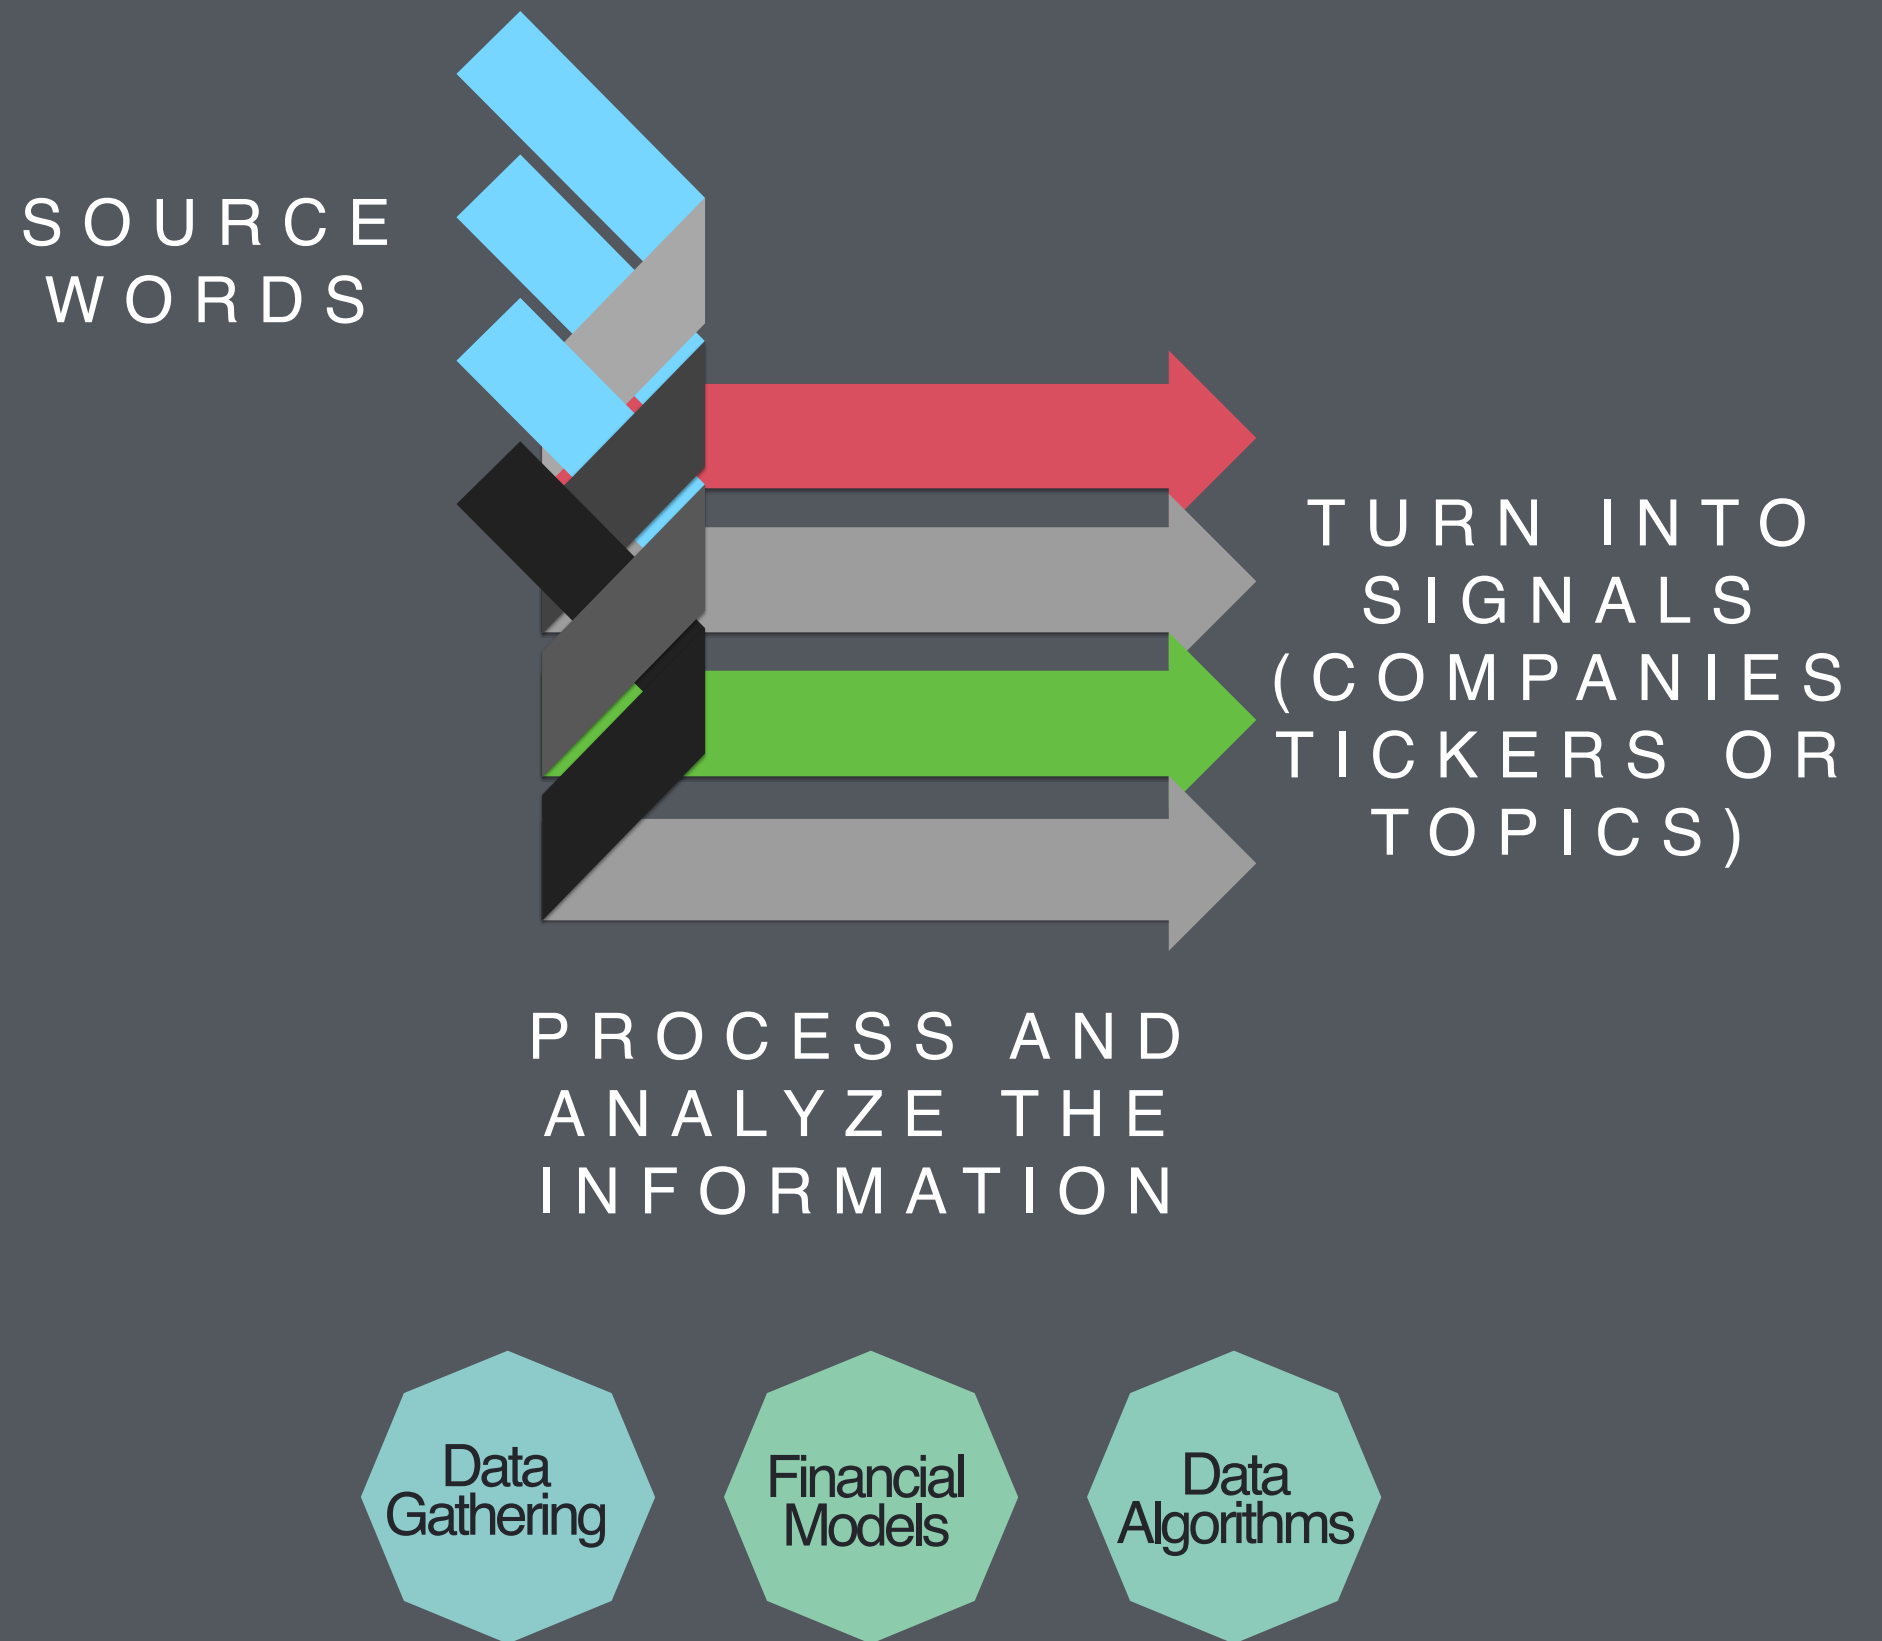 SOURCE
WORDS
TURN INTO
SIGNALS
(COMPANIES
TICKERS OR
TOPICS)
PROCESS AND
ANALYZE THE
INFORMATION
Data
Gathering
Financial
Models
Data
Algorithms